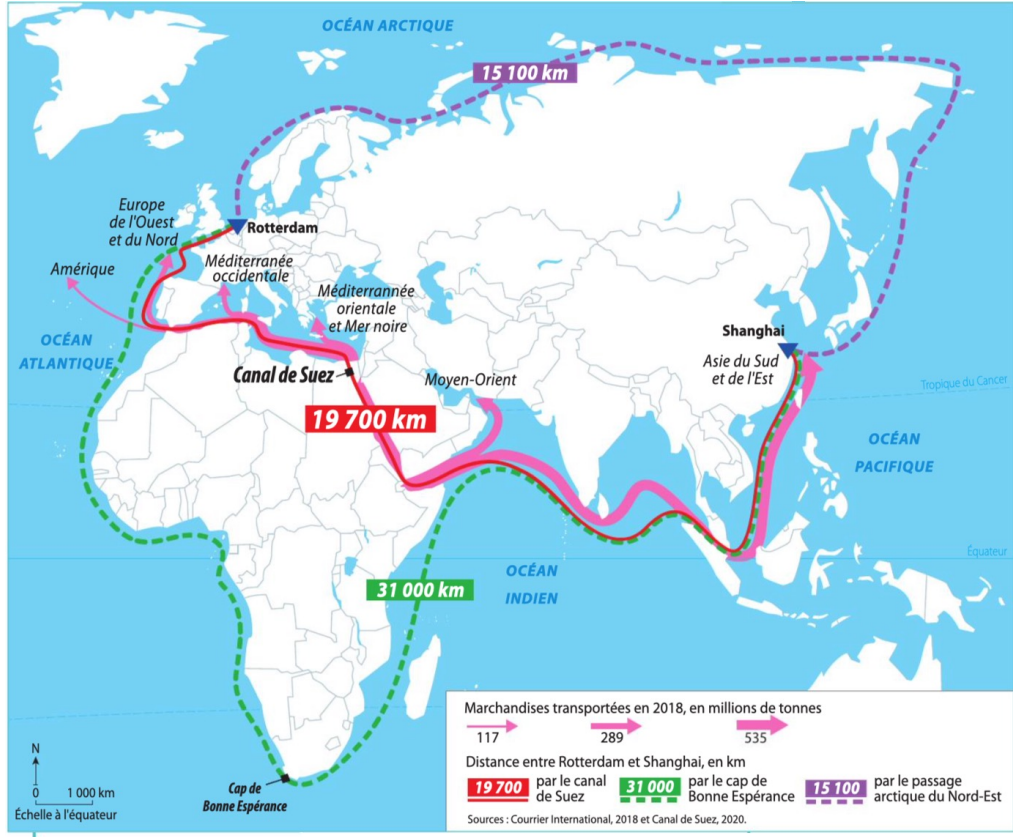 OCÉAN ARCTIQUE
15 100 km
Europe
de l'Ouest
et du Nord
Rotterdam
Amérique
Méditerranée
occidentale
Méditerrannée
orientale
et Mer noire
OCÉAN
ATLANTIQUE
Canal de Suez
Moyen-Orient
Shanghai
Asie du Sud
et de l'Est
Tropique du Cancer
19 700 km
OCÉAN
PACIFIQUE
Équateur
OCÉAN
INDIEN
31 000 km
Cap de
Bonne Espérance
N
0 1 000 km
Échelle à l'équateur
Marchandises transportées en 2018, en millions de tonnes
117 289 535
Distance entre Rotterdam et Shanghai, en km
19 700 par le canal
de Suez
31 000 par le cap de
Bonne Espérance
15 100 par le passage
arctique du Nord-Est
Sources : Courrier International, 2018 et Canal de Suez, 2020.